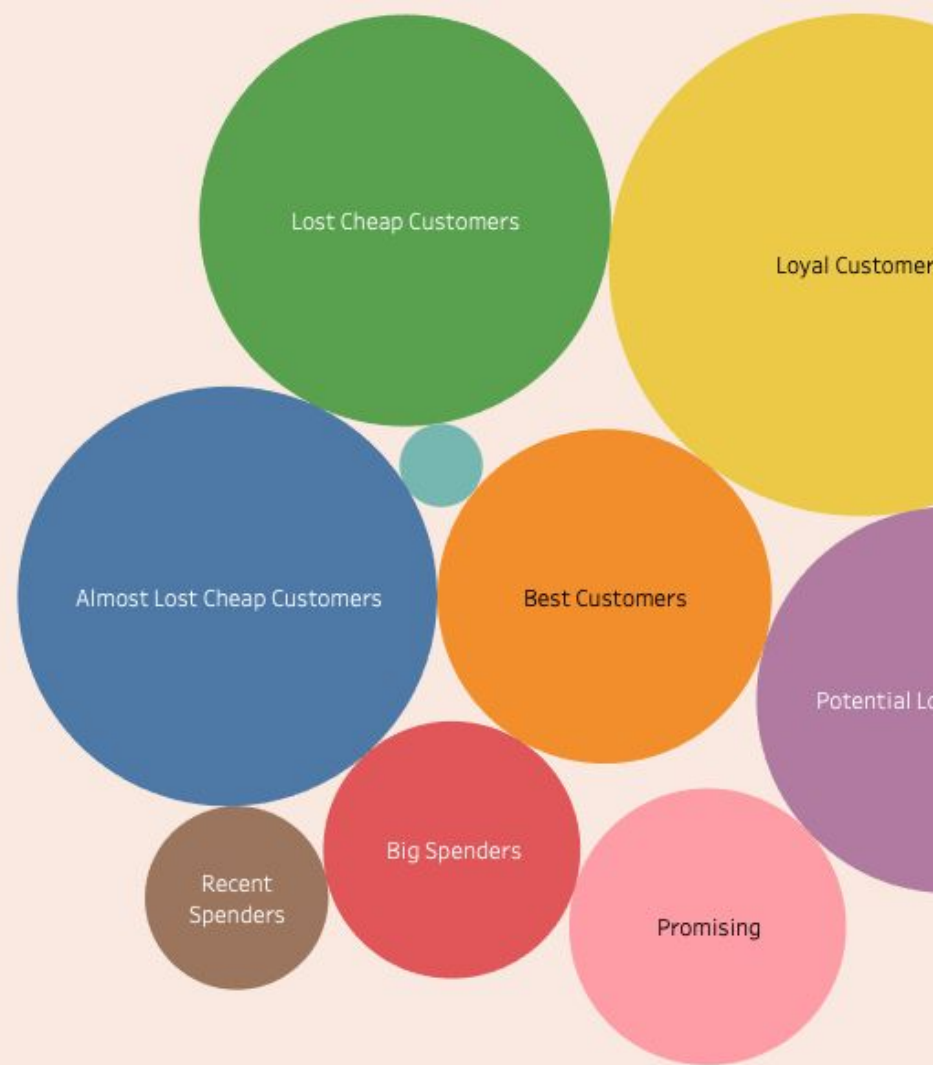 Lost Cheap Customers
Loyal Customer
Almost Lost Cheap Customers
Best Customers
Potential Lo
Big Spenders
Recent
Spenders
Promising